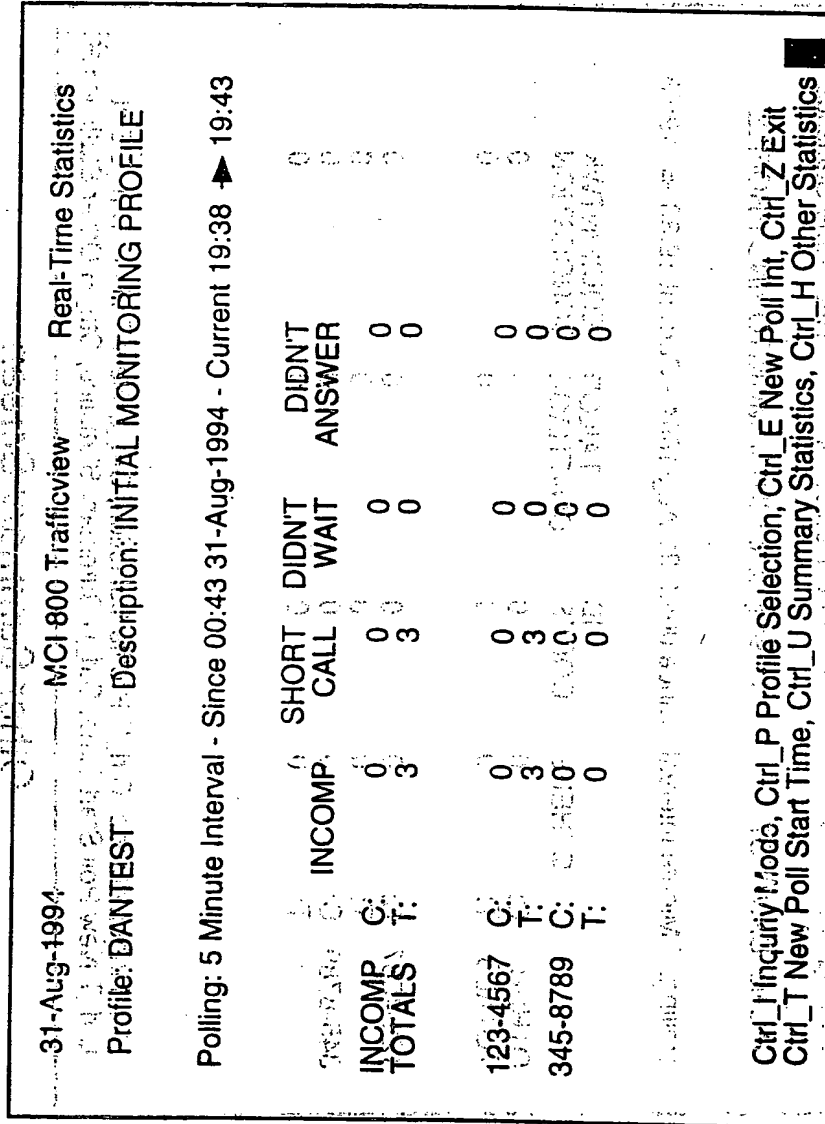 31-Aug-1994 MCI 800 Trafficview Real-Time Statistics
Profile: DANTEST Description: INITIAL MONITORING PROFILE
Polling: 5 Minute Interval - Since 00:43 31-Aug-1994 - Current 19:38 ➔ 19:43
INCOMP SHORT DIDN'T DIDN'T
CALL WAIT ANSWER
INCOMP C: 0 0 0 0
TOTALS T: 3 3 0 0
123-4567 C: 0 0 0 0
T: 3 3 0 0
345-8789 C: 0 0 0 0
T: 0 0 0 0
Ctrl_I Inquriy Mode, Ctrl_P Profile Selection, Ctrl_E New Poll Int, Ctrl_Z Exit
Ctrl_T New Poll Start Time, Ctrl_U Summary Statistics, Ctrl_H Other Statistics